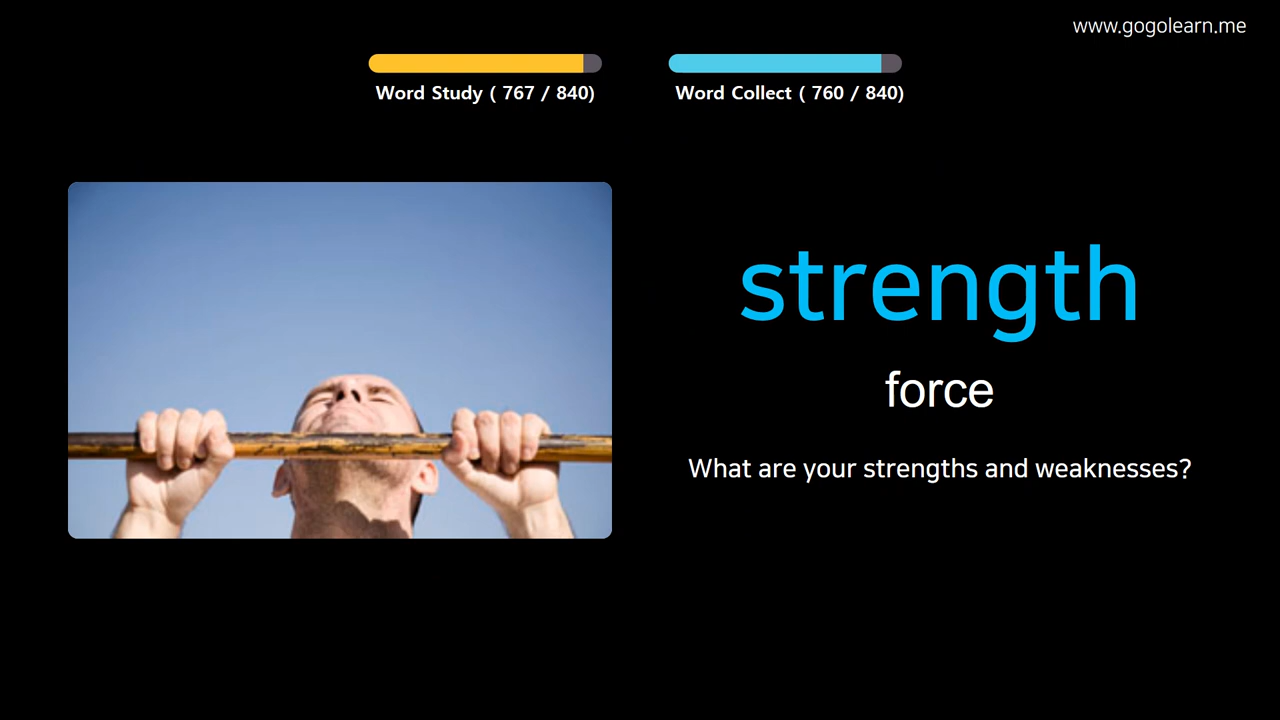 www.gogolearn.me
Word Study ( 767 / 840)
Word Collect ( 760 / 840)
strength
force
What are your strengths and weaknesses?